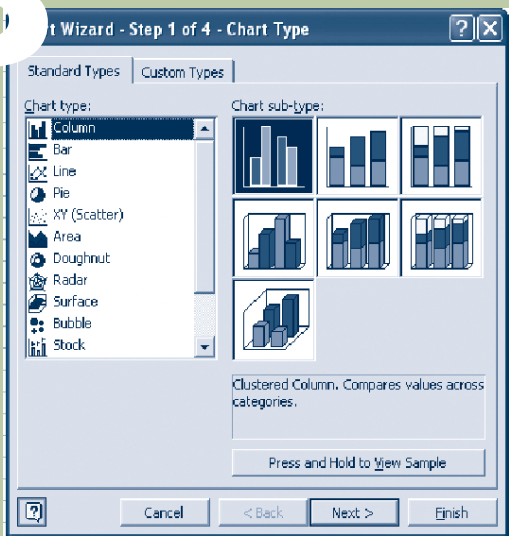 rt Wizard - Step 1 of 4 - Chart Type
Standard Types Custom Types
Chart type: Chart sub-type:
Column
Bar
Line
Pie
XY (Scatter)
Area
Doughnut
Radar
Surface
Bubble
Stock
Clustered Column. Compares values across
categories.
Press and Hold to View Sample
Cancel < Back Next > Finish